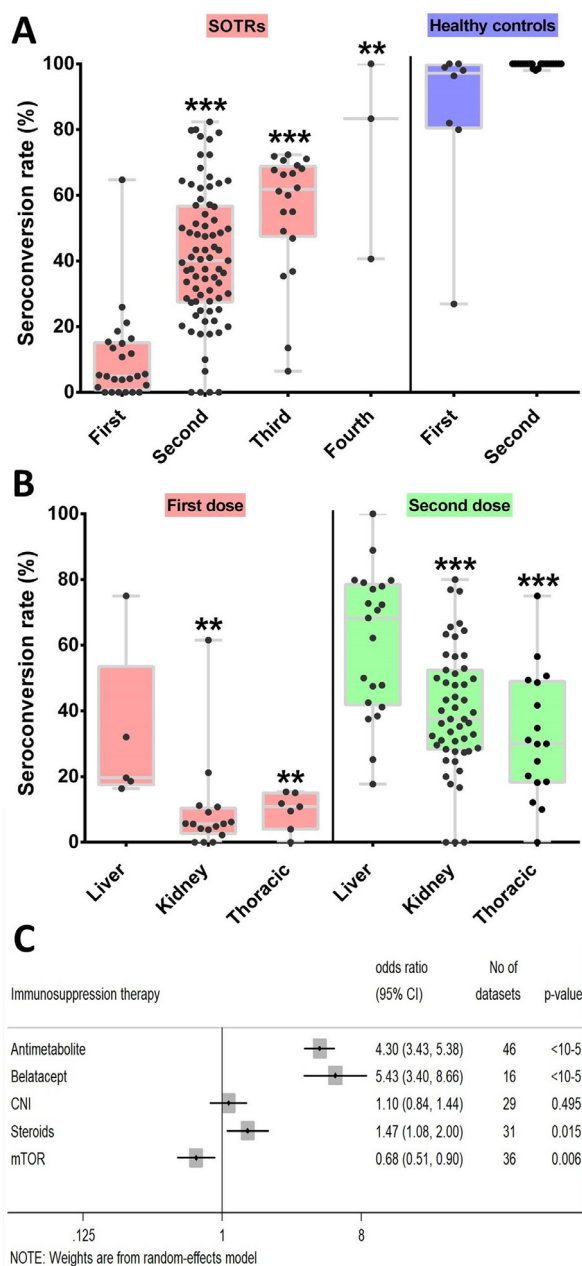 A
SOTRs
Healthy controls
Seroconversion rate (%)
100
80
60
40
20
0
***
***
**
First
Second
Third
Fourth
First
Second
B
First dose
Second dose
Seroconversion rate (%)
100
80
60
40
20
0
**
**
***
***
Liver
Kidney
Thoracic
Liver
Kidney
Thoracic
C
odds ratio No of
Immunosuppression therapy (95% CI) datasets p-value
Antimetabolite 4.30 (3.43, 5.38) 46 <10-5
Belatacept 5.43 (3.40, 8.66) 16 <10-5
CNI 1.10 (0.84, 1.44) 29 0.495
Steroids 1.47 (1.08, 2.00) 31 0.015
mTOR 0.68 (0.51, 0.90) 36 0.006
.125 1 8
NOTE: Weights are from random-effects model